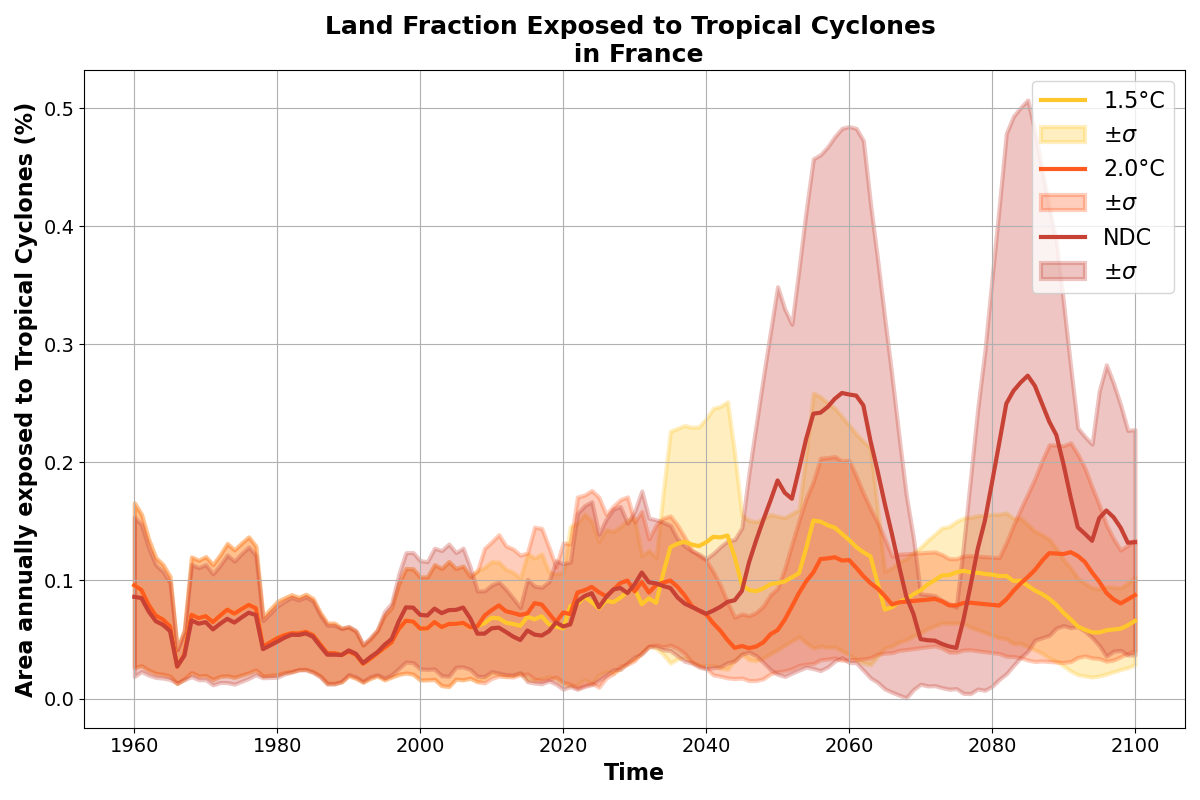 Land Fraction Exposed to Tropical Cyclones
in France
Area annually exposed to Tropical Cyclones (%)
0.5
0.4
0.3
0.2
0.1
0.0
1.5°C
±σ
2.0°C
±σ
NDC
±σ
1960 1980 2000 2020 2040 2060 2080 2100
Time